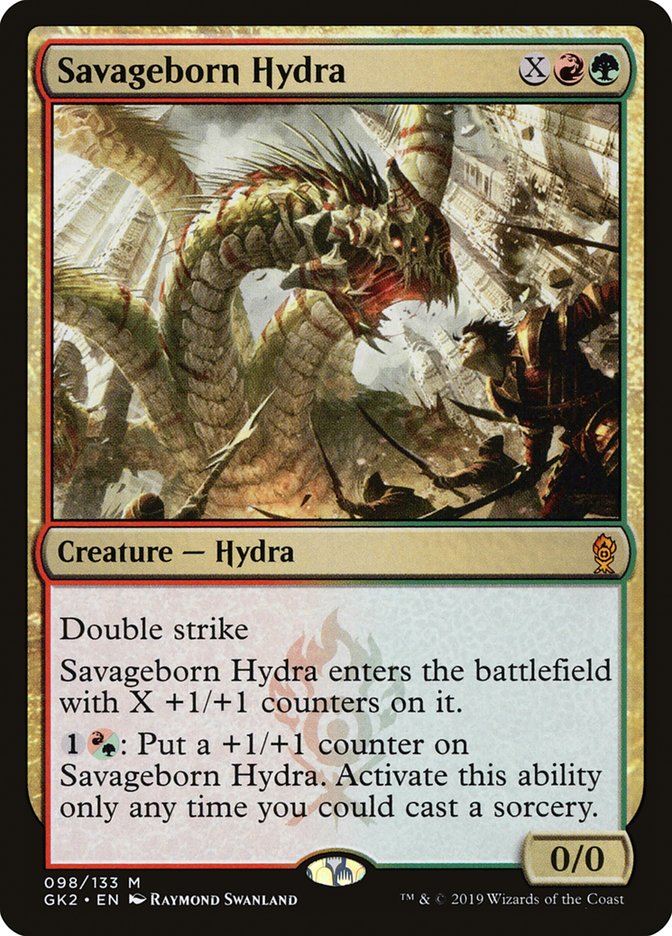 Savageborn Hydra X
Creature — Hydra
Double strike
Savageborn Hydra enters the battlefield
with X +1/+1 counters on it.
1 : Put a +1/+1 counter on
Savageborn Hydra. Activate this ability
only any time you could cast a sorcery.
0/0
098/133 M
GK2 • EN Raymond Swanland
™ & © 2019 Wizards of the Coast